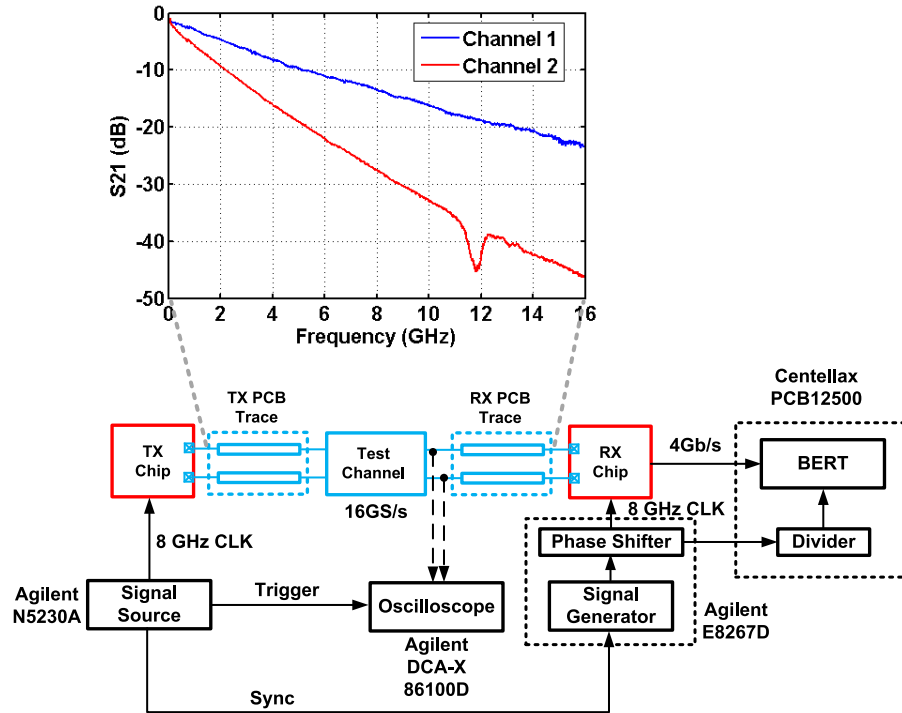 0
-10
-20
-30
-40
-50
S21 (dB)
Channel 1
Channel 2
0
2
4
6
8
10
12
14
16
Frequency (GHz)
Centellax
PCB12500
TX PCB
Trace
RX PCB
Trace
TX
Chip
Test
Channel
RX
Chip
4Gb/s
BERT
16GS/s
8 GHz CLK
8 GHz CLK
Phase Shifter
Divider
Agilent
N5230A
Signal
Source
Trigger
Oscilloscope
Signal
Generator
Agilent
E8267D
Agilent
DCA-X
86100D
Sync